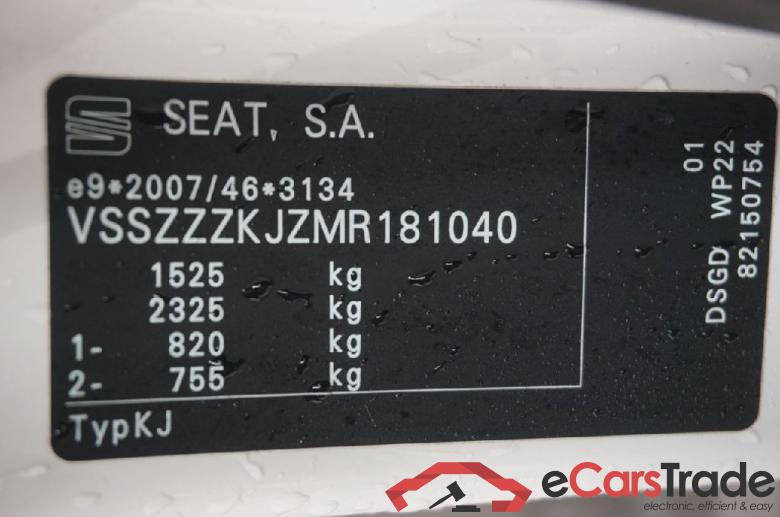 SEAT, S.A.
e9*2007/46*3134
VSSZZZKJZMR181040
1525 kg
2325 kg
1- 820 kg
2- 755 kg
TypKJ
01
DSGD WP22
82150754
eCarsTrade
electronic, efficient & easy